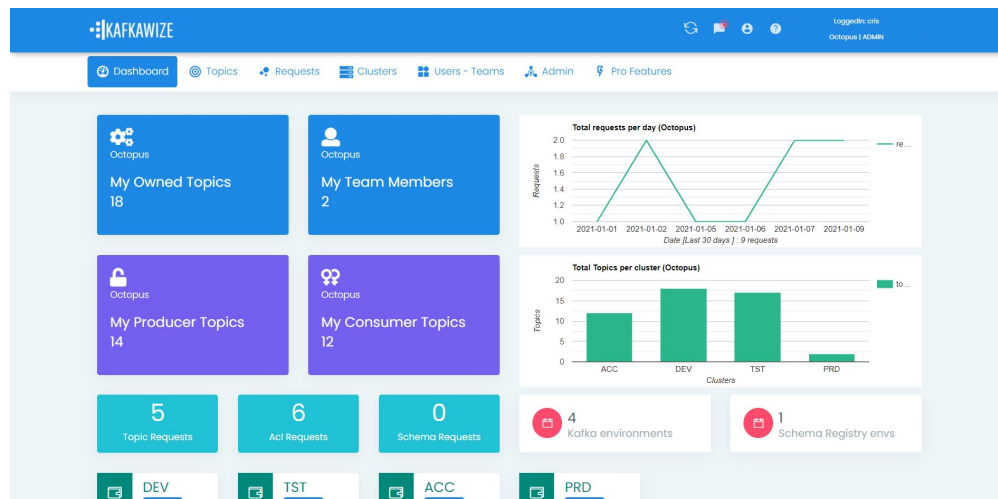 KAFKAWIZE
LoggedIn: cris
Octopus | ADMIN
Dashboard
Topics
Requests
Clusters
Users - Teams
Admin
Pro Features
Octopus
My Owned Topics
18
Octopus
My Team Members
2
Total requests per day (Octopus)
2.0
1.8
1.6
1.4
1.2
1.0
Requests
re...
2021-01-01 2021-01-02 2021-01-05 2021-01-06 2021-01-07 2021-01-09
Date [Last 30 days ] : 9 requests
Octopus
My Producer Topics
14
Octopus
My Consumer Topics
12
Total Topics per cluster (Octopus)
20
15
10
5
0
Topics
to...
ACC DEV TST PRD
Clusters
5
Topic Requests
6
Acl Requests
0
Schema Requests
4
Kafka environments
1
Schema Registry envs
DEV
TST
ACC
PRD